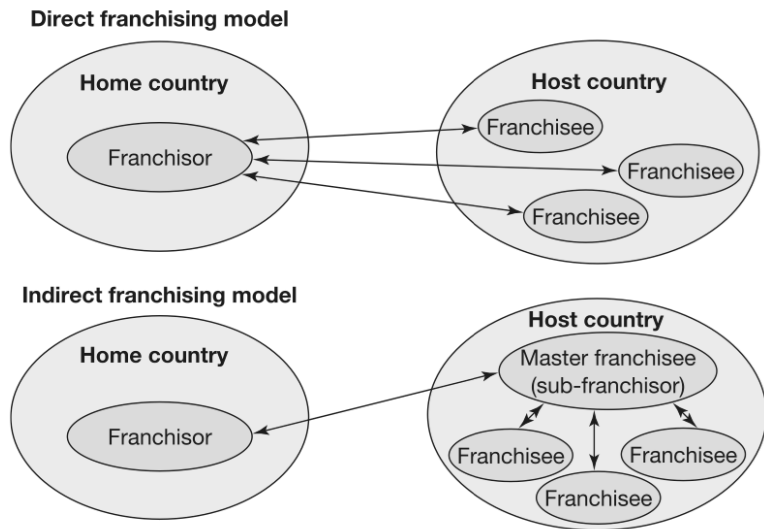 Direct franchising model
Home country
Franchisor
Host country
Franchisee
Franchisee
Franchisee
Indirect franchising model
Home country
Franchisor
Host country
Master franchisee
(sub-franchisor)
Franchisee
Franchisee
Franchisee